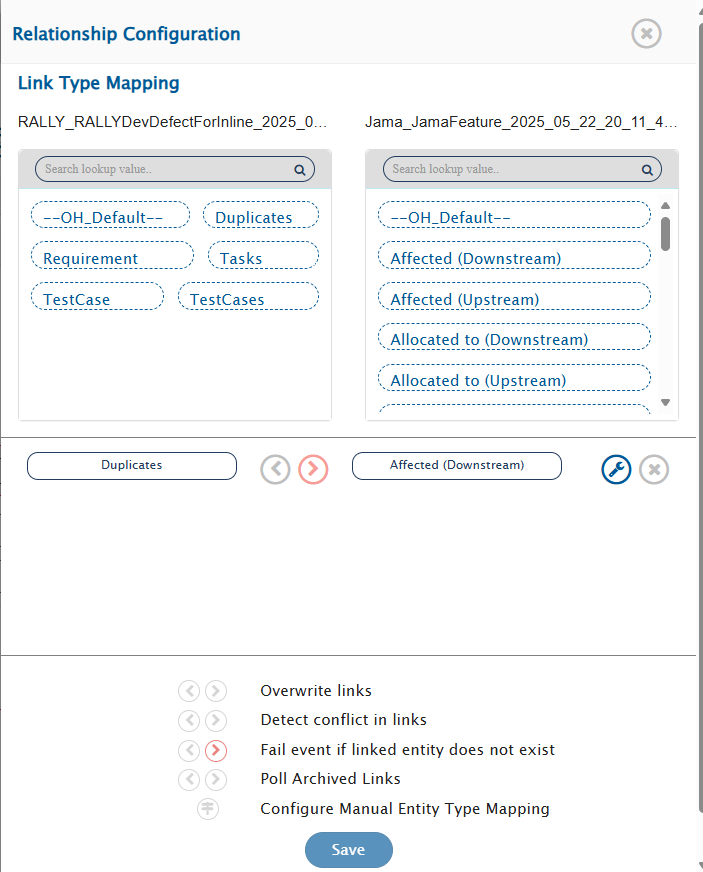 Relationship Configuration
Link Type Mapping
RALLY_RALLYDevDefectForInline_2025_0...
Jama_JamaFeature_2025_05_22_20_11_4...
Search lookup value..
Search lookup value..
--OH_Default-- Duplicates
Requirement Tasks
TestCase TestCases
--OH_Default--
Affected (Downstream)
Affected (Upstream)
Allocated to (Downstream)
Allocated to (Upstream)
Duplicates Affected (Downstream)
Overwrite links
Detect conflict in links
Fail event if linked entity does not exist
Poll Archived Links
Configure Manual Entity Type Mapping
Save